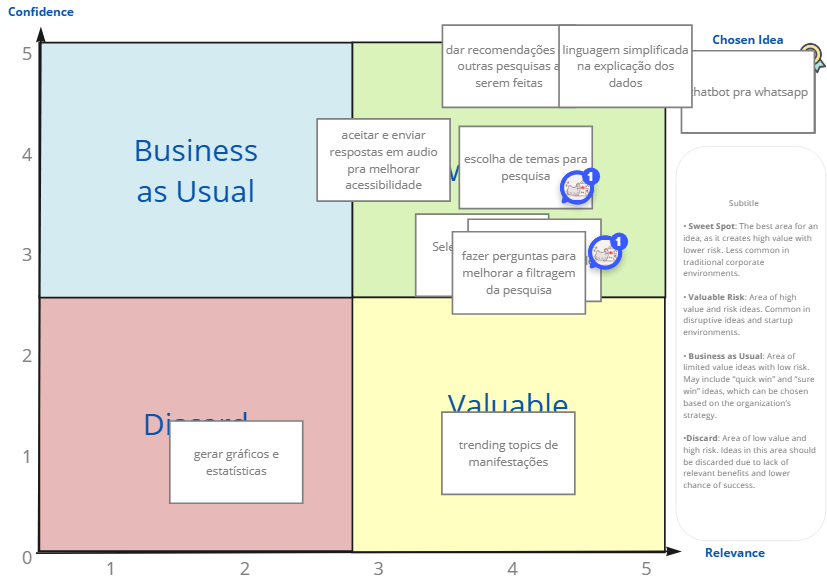 Confidence
5
4
3
2
1
0
1
2
3
4
5
Relevance
Business
as Usual
dar recomendações
outras pesquisas a
serem feitas
linguagem simplificada
na explicação dos
dados
aceitar e enviar
respostas em audio
pra melhorar
acessibilidade
escolha de temas para
pesquisa
1
fazer perguntas para
melhorar a filtragem
da pesquisa
1
Discard
gerar gráficos e
estatísticas
Valuable
trending topics de
manifestações
Chosen Idea
chatbot pra whatsapp
Subtitle
• Sweet Spot: The best area for an
idea, as it creates high value with
lower risk. Less common in
traditional corporate
environments.
• Valuable Risk: Area of high
value and risk ideas. Common in
disruptive ideas and startup
environments.
• Business as Usual: Area of
limited value ideas with low risk.
May include “quick win” and “sure
win” ideas, which can be chosen
based on the organization’s
strategy.
•Discard: Area of low value and
high risk. Ideas in this area should
be discarded due to lack of
relevant benefits and lower
chance of success.